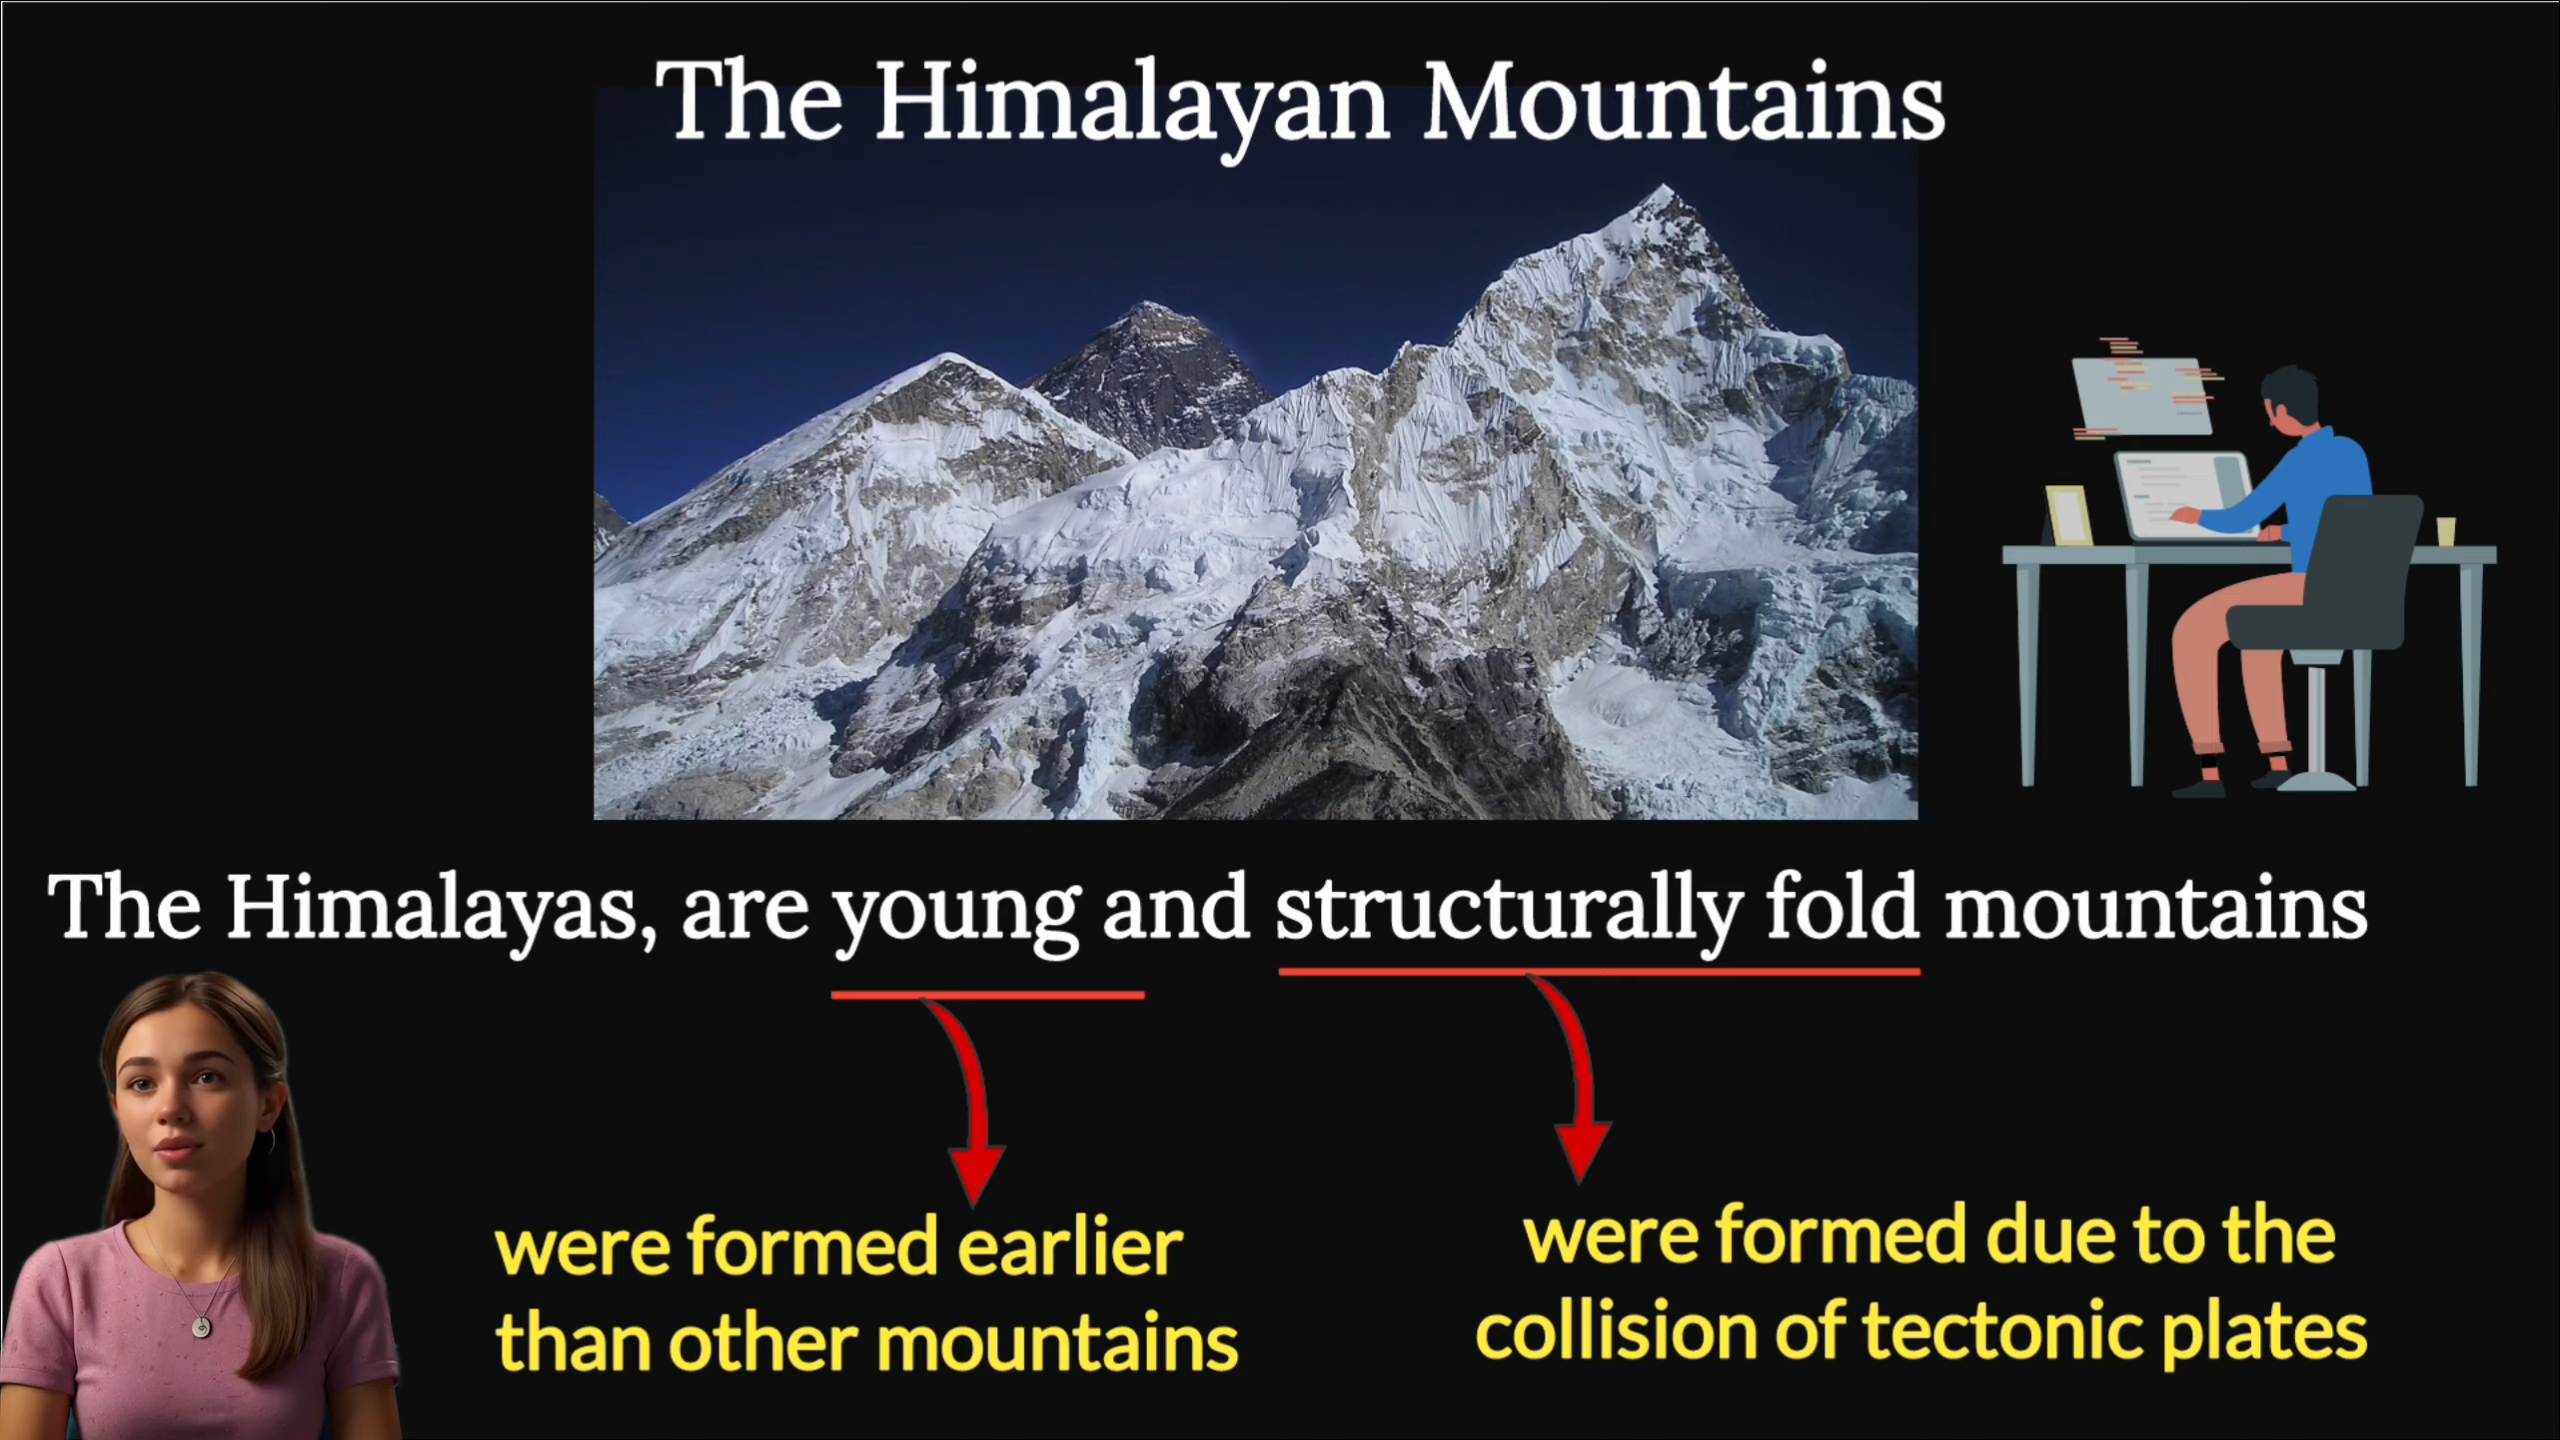 The Himalayan Mountains
The Himalayas, are young and structurally fold mountains
were formed earlier
than other mountains
were formed due to the
collision of tectonic plates